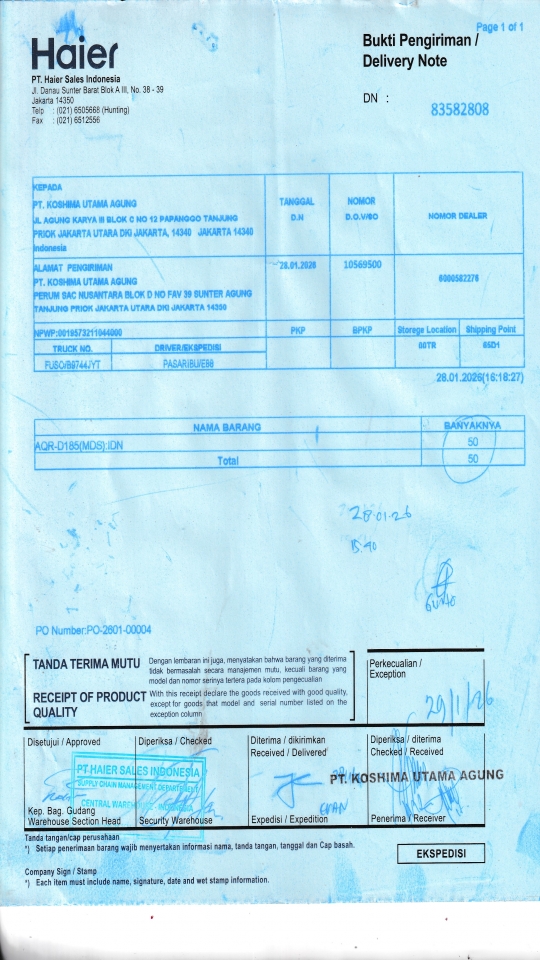 Page 1 of 1
Haier
Bukti Pengiriman /
Delivery Note
PT. Haier Sales Indonesia
Jl. Danau Sunter Barat Blok A III, No. 38 - 39
Jakarta 14350
Telp : (021) 6505668 (Hunting)
Fax : (021) 6512556
DN : 83582808
KEPADA
PT. KOSHIMA UTAMA AGUNG
JL AGUNG KARYA III BLOK C NO 12 PAPANGGO TANJUNG
PRIOK JAKARTA UTARA DKI JAKARTA, 14340 JAKARTA 14340
Indonesia
TANGGAL
D.N
NOMOR
D.O.V/SO
NOMOR DEALER
ALAMAT PENGIRIMAN
PT. KOSHIMA UTAMA AGUNG
PERUM SAC NUSANTARA BLOK D NO FAV 39 SUNTER AGUNG
TANJUNG PRIOK JAKARTA UTARA DKI JAKARTA 14350
28.01.2026
10569500
6000582276
NPWP:0019573211044000
PKP
BPKP
Storage Location
Shipping Point
TRUCK NO.
DRIVER/EKSPEDISI
00TR
65D1
FUSO/B9744UYT
PASARIBU/E88
28.01.2026(16:18:27)
NAMA BARANG BANYAKNYA
AQR-D185(MDS):IDN 50
Total 50
28-01-26
15:40
PO Number:PO-2601-00004
TANDA TERIMA MUTU
Dengan lembaran ini juga, menyatakan bahwa barang yang diterima
tidak bermasalah secara manajemen mutu, kecuali barang yang
model dan nomor serinya tertera pada kolom pengecualian
RECEIPT OF PRODUCT
QUALITY
With this receipt declare the goods received with good quality,
except for goods that model and serial number listed on the
exception column
Perkecualian /
Exception
29/1/26
Disetujui / Approved
Diperiksa / Checked
Diterima / dikirimkan
Received / Delivered
Diperiksa / diterima
Checked / Received
PT HAIER SALES INDONESIA
SUPPLY CHAIN MANAGEMENT DEPARTEMENT
CENTRAL WAREHOUSE - INDONESIA
PT. KOSHIMA UTAMA AGUNG
Kep. Bag. Gudang
Warehouse Section Head
Security Warehouse
Expedisi / Expedition
Penerima / Receiver
Tanda tangan/cap perusahaan
*) Setiap penerimaan barang wajib menyertakan informasi nama, tanda tangan, tanggal dan Cap basah.
EKSPEDISI
Company Sign / Stamp
*) Each item must include name, signature, date and wet stamp information.